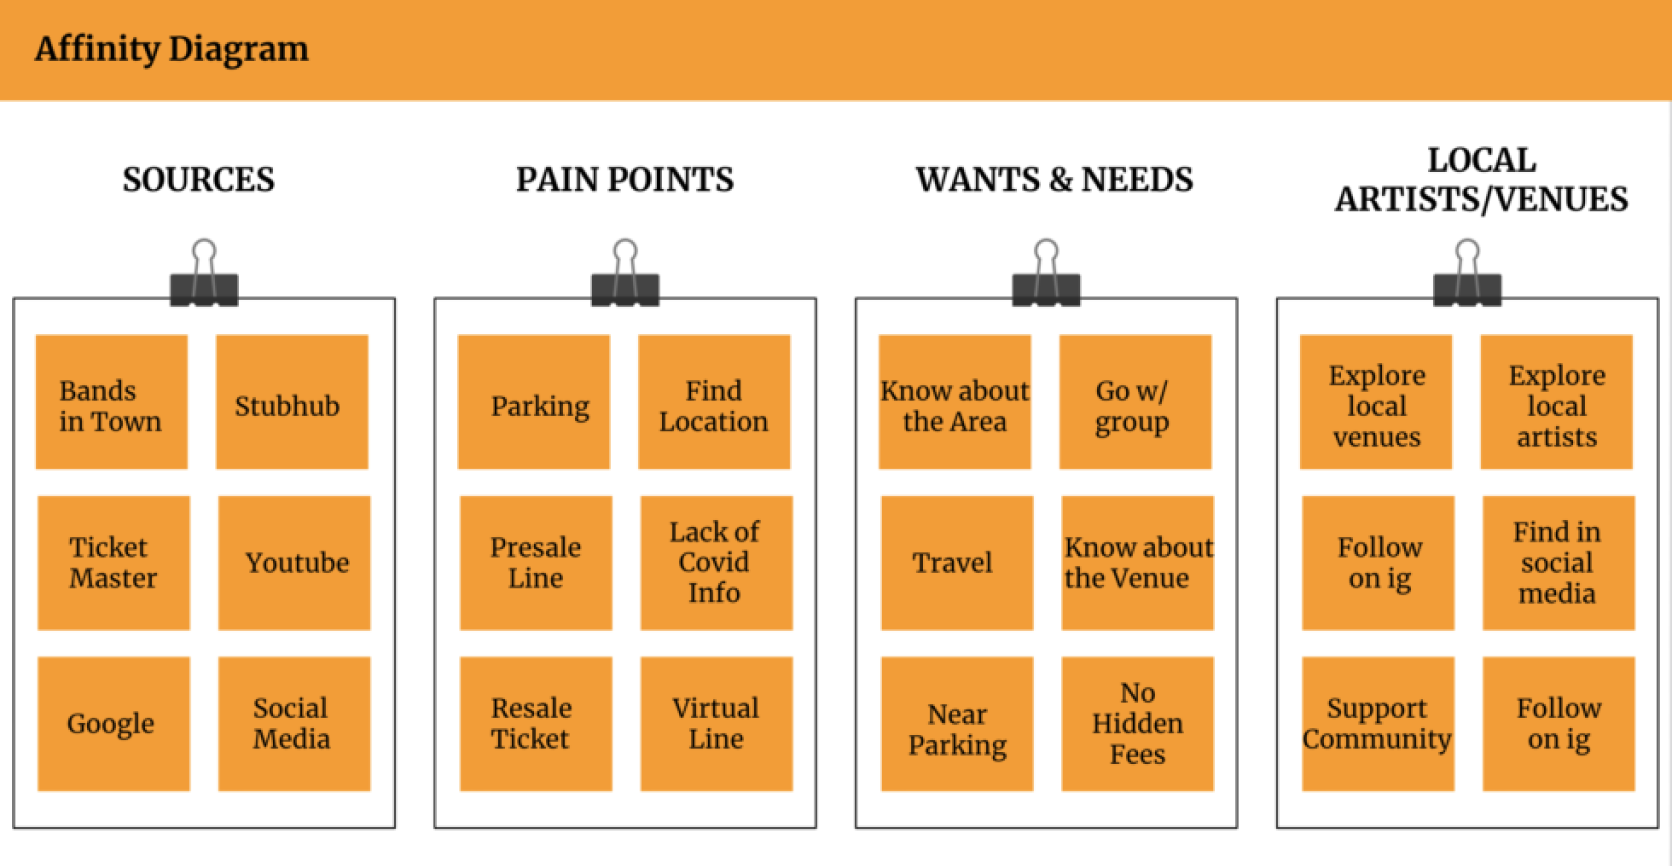 Affinity Diagram
SOURCES
Bands
in Town
Stubhub
Ticket
Master
Youtube
Google
Social
Media
PAIN POINTS
Parking
Find
Location
Presale
Line
Lack of
Covid
Info
Resale
Ticket
Virtual
Line
WANTS & NEEDS
Know about
the Area
Go w/
group
Travel
Know about
the Venue
Near
Parking
No
Hidden
Fees
LOCAL
ARTISTS/VENUES
Explore
local
venues
Explore
local
artists
Follow
on ig
Find in
social
media
Support
Community
Follow
on ig